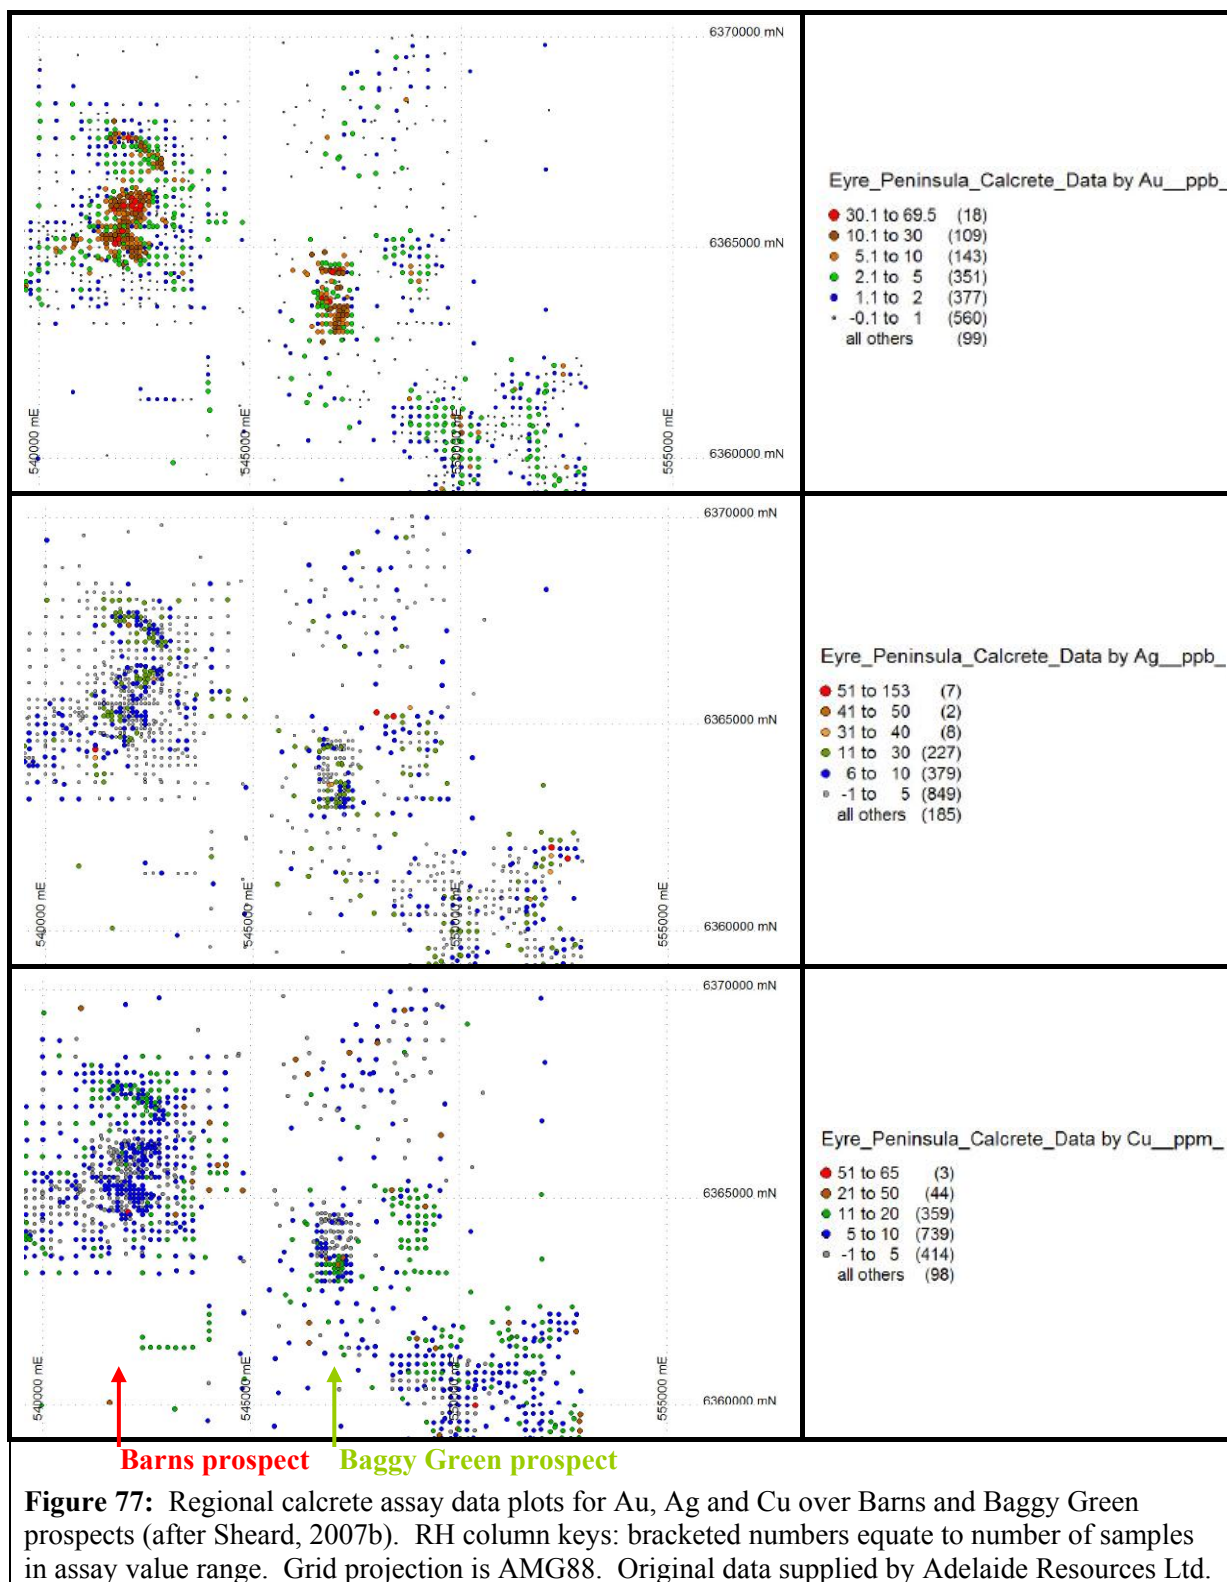 6370000 mN
6365000 mN
6360000 mN
540000 mE
545000 mE
550000 mE
555000 mE
Eyre_Peninsula_Calcrete_Data by Au__ppb_
30.1 to 69.5 (18)
10.1 to 30 (109)
5.1 to 10 (143)
2.1 to 5 (351)
1.1 to 2 (377)
-0.1 to 1 (560)
all others (99)
6370000 mN
6365000 mN
6360000 mN
540000 mE
545000 mE
550000 mE
555000 mE
Eyre_Peninsula_Calcrete_Data by Ag__ppb_
51 to 153 (7)
41 to 50 (2)
31 to 40 (8)
11 to 30 (227)
6 to 10 (379)
-1 to 5 (849)
all others (185)
6370000 mN
6365000 mN
6360000 mN
540000 mE
545000 mE
550000 mE
555000 mE
Eyre_Peninsula_Calcrete_Data by Cu__ppm_
51 to 65 (3)
21 to 50 (44)
11 to 20 (359)
5 to 10 (739)
-1 to 5 (414)
all others (98)
Barns prospect Baggy Green prospect
Figure 77: Regional calcrete assay data plots for Au, Ag and Cu over Barns and Baggy Green
prospects (after Sheard, 2007b). RH column keys: bracketed numbers equate to number of samples
in assay value range. Grid projection is AMG88. Original data supplied by Adelaide Resources Ltd.